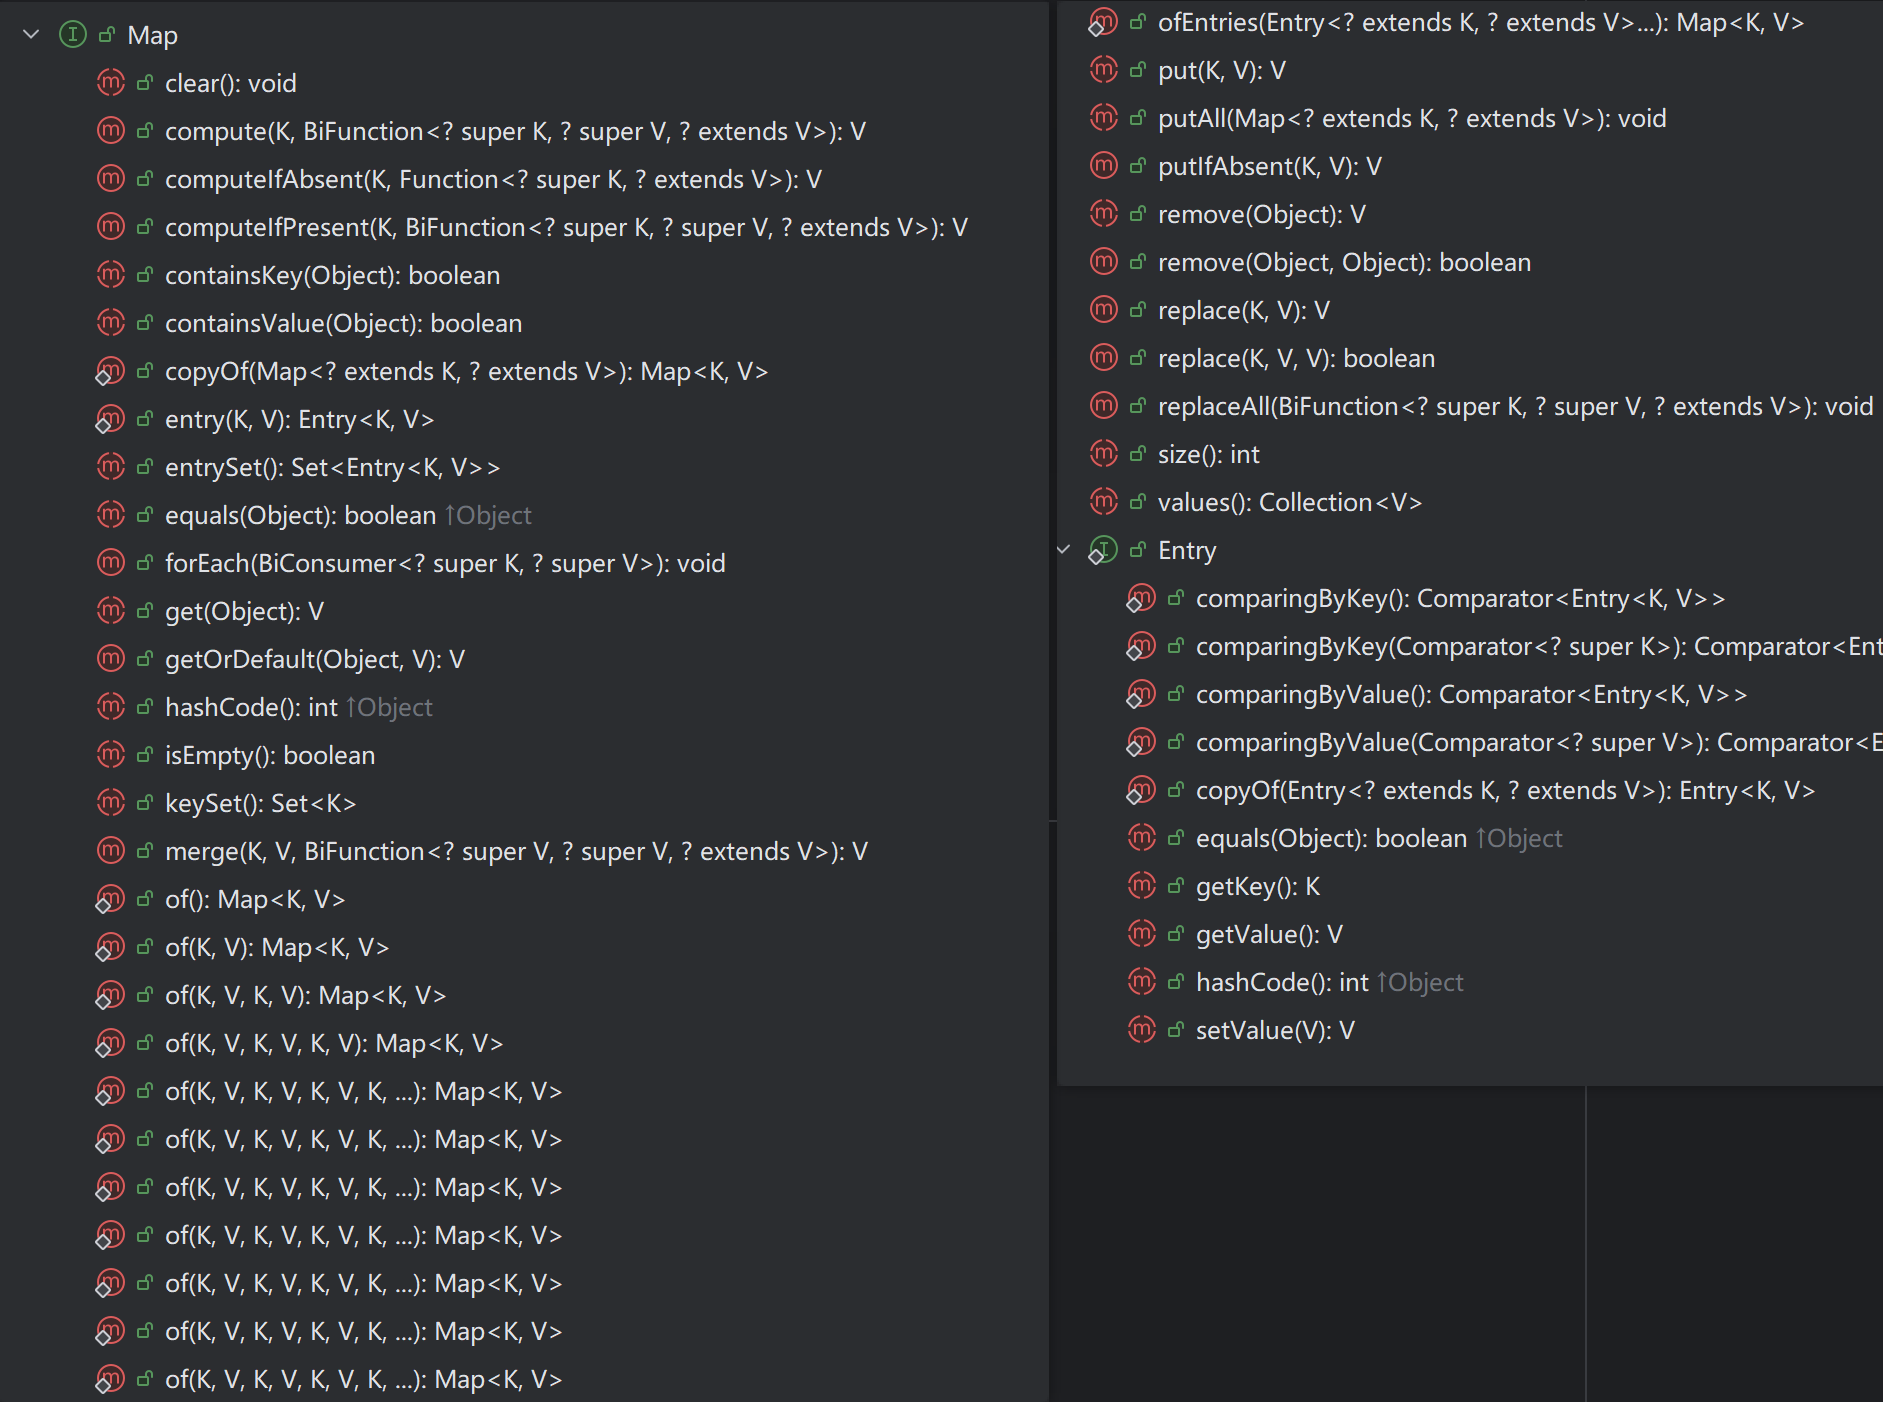 Map
clear(): void
compute(K, BiFunction<? super K, ? super V, ? extends V>): V
computeIfAbsent(K, Function<? super K, ? extends V>): V
computeIfPresent(K, BiFunction<? super K, ? super V, ? extends V>): V
containsKey(Object): boolean
containsValue(Object): boolean
copyOf(Map<? extends K, ? extends V>): Map<K, V>
entry(K, V): Entry<K, V>
entrySet(): Set<Entry<K, V>>
equals(Object): boolean ↑Object
forEach(BiConsumer<? super K, ? super V>): void
get(Object): V
getOrDefault(Object, V): V
hashCode(): int ↑Object
isEmpty(): boolean
keySet(): Set<K>
merge(K, V, BiFunction<? super V, ? super V, ? extends V>): V
of(): Map<K, V>
of(K, V): Map<K, V>
of(K, V, K, V): Map<K, V>
of(K, V, K, V, K, V): Map<K, V>
of(K, V, K, V, K, V, K, ...): Map<K, V>
of(K, V, K, V, K, V, K, ...): Map<K, V>
of(K, V, K, V, K, V, K, ...): Map<K, V>
of(K, V, K, V, K, V, K, ...): Map<K, V>
of(K, V, K, V, K, V, K, ...): Map<K, V>
of(K, V, K, V, K, V, K, ...): Map<K, V>
of(K, V, K, V, K, V, K, ...): Map<K, V>
ofEntries(Entry<? extends K, ? extends V>...): Map<K, V>
put(K, V): V
putAll(Map<? extends K, ? extends V>): void
putIfAbsent(K, V): V
remove(Object): V
remove(Object, Object): boolean
replace(K, V): V
replace(K, V, V): boolean
replaceAll(BiFunction<? super K, ? super V, ? extends V>): void
size(): int
values(): Collection<V>
Entry
comparingByKey(): Comparator<Entry<K, V>>
comparingByKey(Comparator<? super K>): Comparator<Ent
comparingByValue(): Comparator<Entry<K, V>>
comparingByValue(Comparator<? super V>): Comparator<E
copyOf(Entry<? extends K, ? extends V>): Entry<K, V>
equals(Object): boolean ↑Object
getKey(): K
getValue(): V
hashCode(): int ↑Object
setValue(V): V